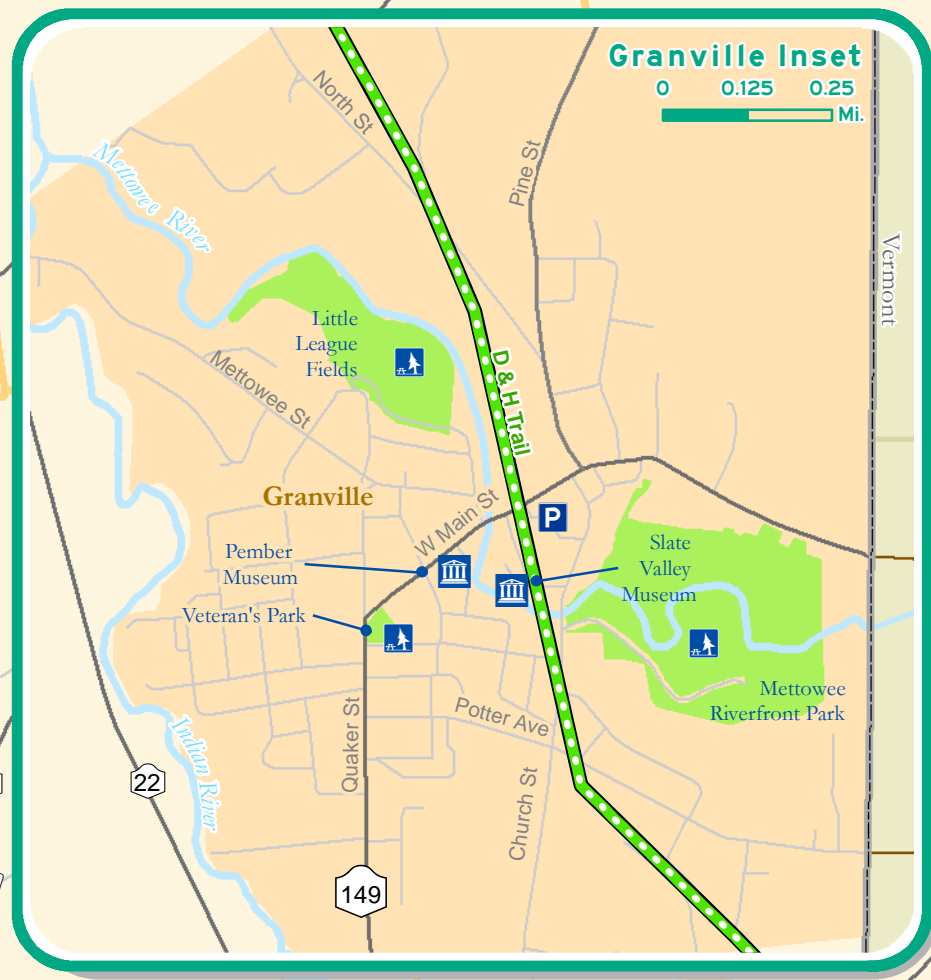 Granville Inset
0 0.125 0.25
Mi.
North St
Pine St
Mettowee River
Vermont
Little
League
Fields
D & H Trail
Mettowee St
Granville
W Main St
P
Pember
Museum
Slate
Valley
Museum
Veteran's Park
Mettowee
Riverfront Park
Potter Ave
Quaker St
Indian River
22
Church St
149